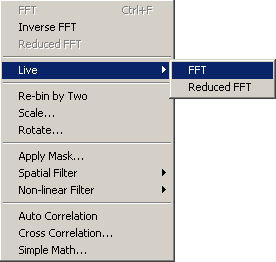 FFT Ctrl+F
Inverse FFT
Reduced FFT
Live
FFT
Reduced FFT
Re-bin by Two
Scale...
Rotate...
Apply Mask...
Spatial Filter
Non-linear Filter
Auto Correlation
Cross Correlation...
Simple Math...